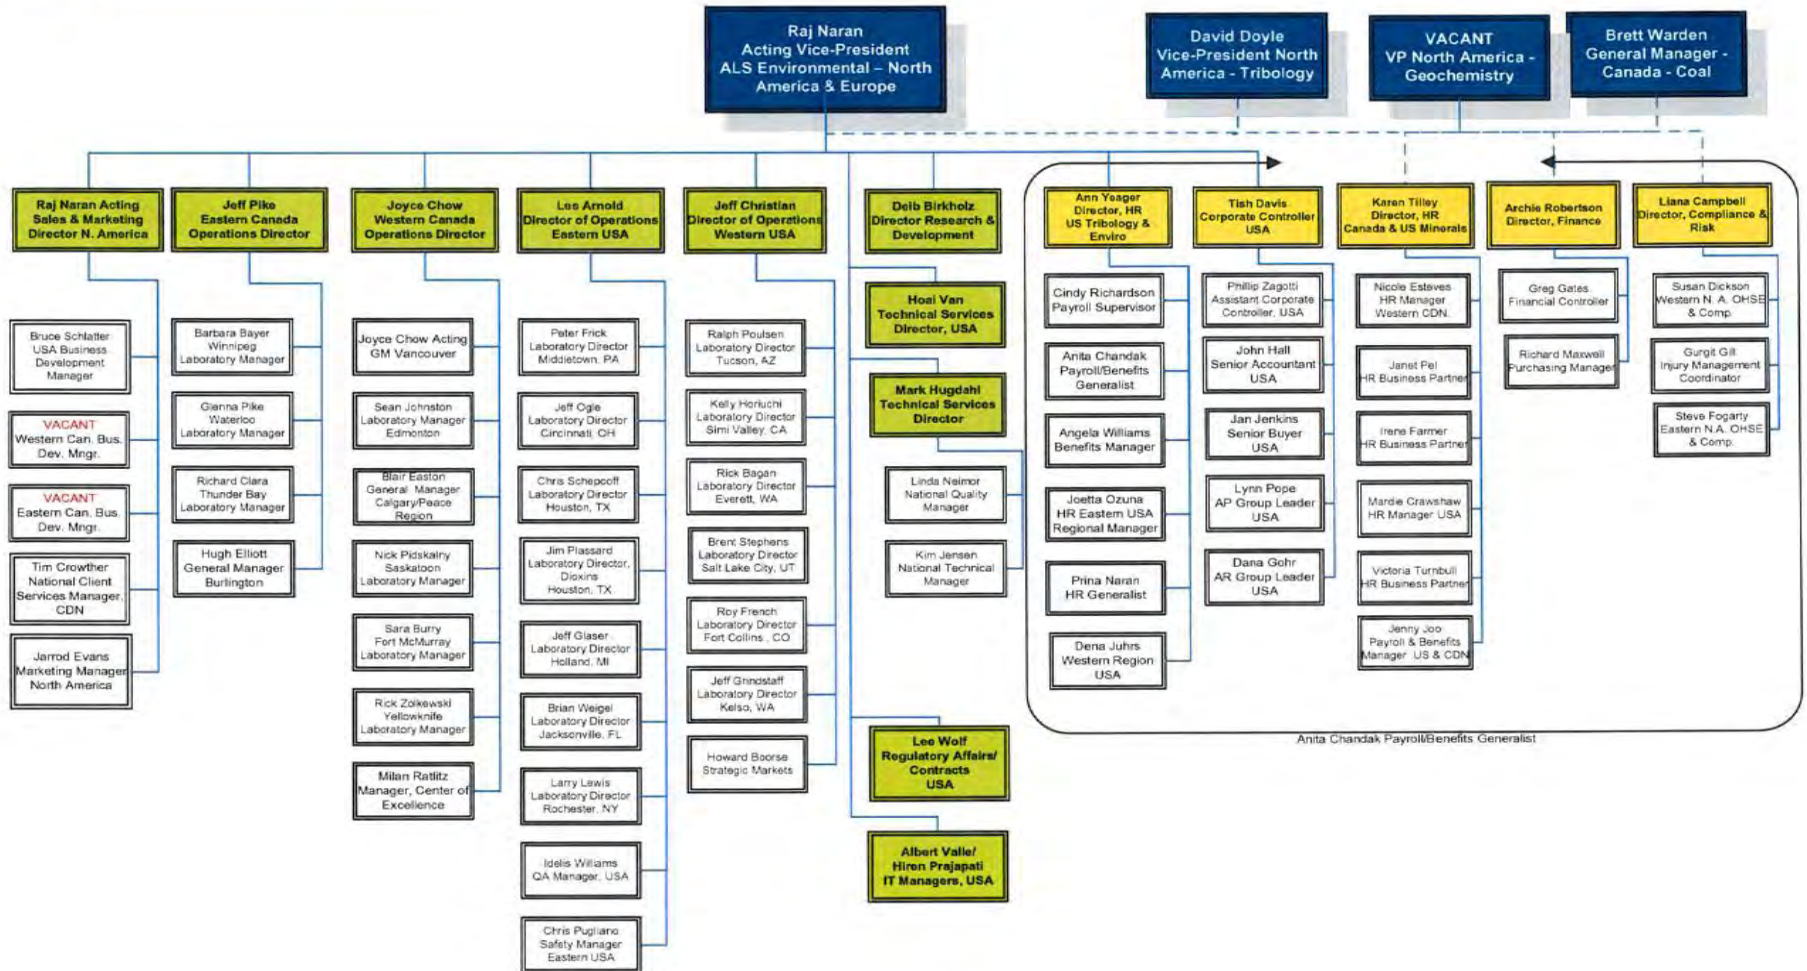 Raj Naran
Acting Vice-President
ALS Environmental – North
America & Europe
David Doyle
Vice-President North
America - Tribology
VACANT
VP North America -
Geochemistry
Brett Warden
General Manager -
Canada - Coal
Raj Naran Acting
Sales & Marketing
Director N. America
Jeff Pike
Eastern Canada
Operations Director
Joyce Chow
Western Canada
Operations Director
Les Arnold
Director of Operations
Eastern USA
Jeff Christian
Director of Operations
Western USA
Deib Birkholz
Director Research &
Development
Ann Yeager
Director, HR
US Tribology &
Enviro
Tish Davis
Corporate Controller
USA
Karen Tilley
Director, HR
Canada & US Minerals
Archie Robertson
Director, Finance
Liana Campbell
Director, Compliance &
Risk
Bruce Schlatter
USA Business
Development
Manager
VACANT
Western Can. Bus.
Dev. Mngr.
VACANT
Eastern Can. Bus.
Dev. Mngr.
Tim Crowther
National Client
Services Manager,
CDN
Jarrod Evans
Marketing Manager
North America
Barbara Bayer
Winnipeg
Laboratory Manager
Glenna Pike
Waterloo
Laboratory Manager
Richard Clara
Thunder Bay
Laboratory Manager
Hugh Elliott
General Manager
Burlington
Joyce Chow Acting
GM Vancouver
Sean Johnston
Laboratory Manager
Edmonton
Blair Easton
General Manager
Calgary/Peace
Region
Nick Pidskalny
Saskatoon
Laboratory Manager
Sara Burry
Fort McMurray
Laboratory Manager
Rick Zolkewski
Yellowknife
Laboratory Manager
Milan Ratlitz
Manager, Center of
Excellence
Peter Frick
Laboratory Director
Middletown, PA
Jeff Ogle
Laboratory Director
Cincinnati, OH
Chris Schepcoff
Laboratory Director
Houston, TX
Jim Plassard
Laboratory Director,
Dioxins
Houston, TX
Jeff Glaser
Laboratory Director
Holland, MI
Brian Weigel
Laboratory Director
Jacksonville, FL
Larry Lewis
Laboratory Director
Rochester, NY
Idelis Williams
QA Manager, USA
Chris Pugliano
Safety Manager
Eastern USA
Ralph Poulsen
Laboratory Director
Tucson, AZ
Kelly Horiuchi
Laboratory Director
Simi Valley, CA
Rick Bagan
Laboratory Director
Everett, WA
Brent Stephens
Laboratory Director
Salt Lake City, UT
Roy French
Laboratory Director
Fort Collins , CO
Jeff Grindstaff
Laboratory Director
Kelso, WA
Howard Boorse
Strategic Markets
Hoai Van
Technical Services
Director, USA
Mark Hugdahl
Technical Services
Director
Linda Neimor
National Quality
Manager
Kim Jensen
National Technical
Manager
Lee Wolf
Regulatory Affairs/
Contracts
USA
Albert Valle/
Hiren Prajapati
IT Managers, USA
Cindy Richardson
Payroll Supervisor
Anita Chandak
Payroll/Benefits
Generalist
Angela Williams
Benefits Manager
Joetta Ozuna
HR Eastern USA
Regional Manager
Prina Naran
HR Generalist
Dena Juhrs
Western Region
USA
Phillip Zagotti
Assistant Corporate
Controller, USA
John Hall
Senior Accountant
USA
Jan Jenkins
Senior Buyer
USA
Lynn Pope
AP Group Leader
USA
Dana Gohr
AR Group Leader
USA
Nicole Esteves
HR Manager
Western CDN.
Janet Pel
HR Business Partner
Irene Farmer
HR Business Partner
Mardie Crawshaw
HR Manager USA
Victoria Turnbull
HR Business Partner
Jenny Joo
Payroll & Benefits
Manager US & CDN
Greg Gates
Financial Controller
Richard Maxwell
Purchasing Manager
Susan Dickson
Western N. A. OHSE
& Comp.
Gurgit Gill
Injury Management
Coordinator
Steve Fogarty
Eastern N.A. OHSE
& Comp.
Anita Chandak Payroll/Benefits Generalist